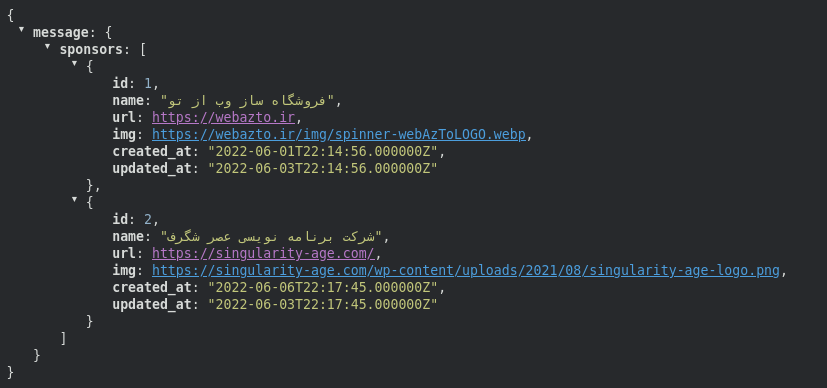 {
message: {
sponsors: [
{
id: 1,
name: "فروشگاه ساز وب از تو",
url: https://webazto.ir,
img: https://webazto.ir/img/spinner-webAzToLOGO.webp,
created_at: "2022-06-01T22:14:56.000000Z",
updated_at: "2022-06-03T22:14:56.000000Z"
},
{
id: 2,
name: "شرکت برنامه نویسی عصر شگرف",
url: https://singularity-age.com/,
img: https://singularity-age.com/wp-content/uploads/2021/08/singularity-age-logo.png,
created_at: "2022-06-06T22:17:45.000000Z",
updated_at: "2022-06-03T22:17:45.000000Z"
}
]
}
}